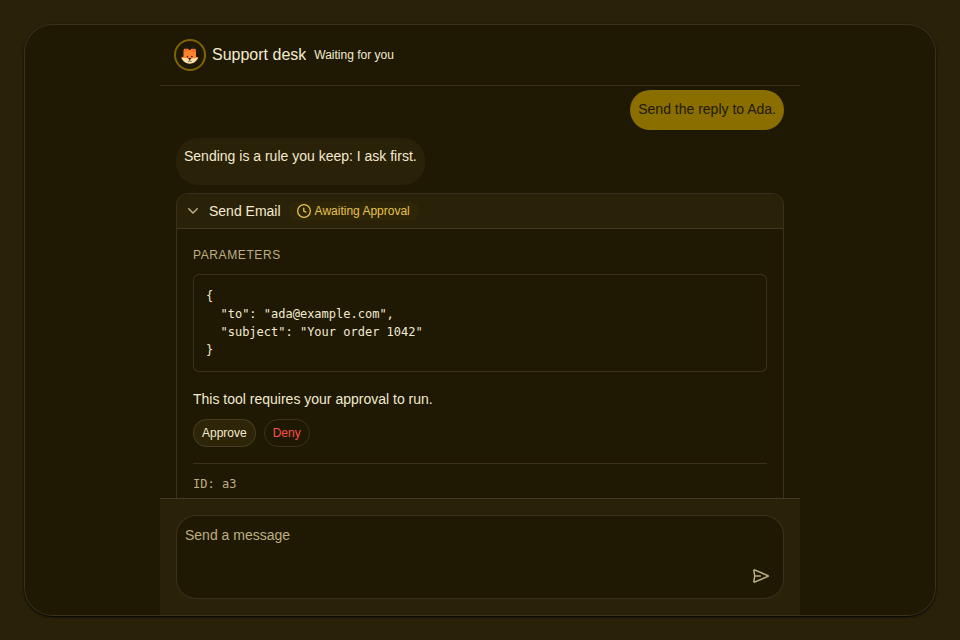 Support desk Waiting for you
Send the reply to Ada.
Sending is a rule you keep: I ask first.
Send Email Awaiting Approval
PARAMETERS
{
  "to": "ada@example.com",
  "subject": "Your order 1042"
}
This tool requires your approval to run.
Approve Deny
ID: a3
Send a message